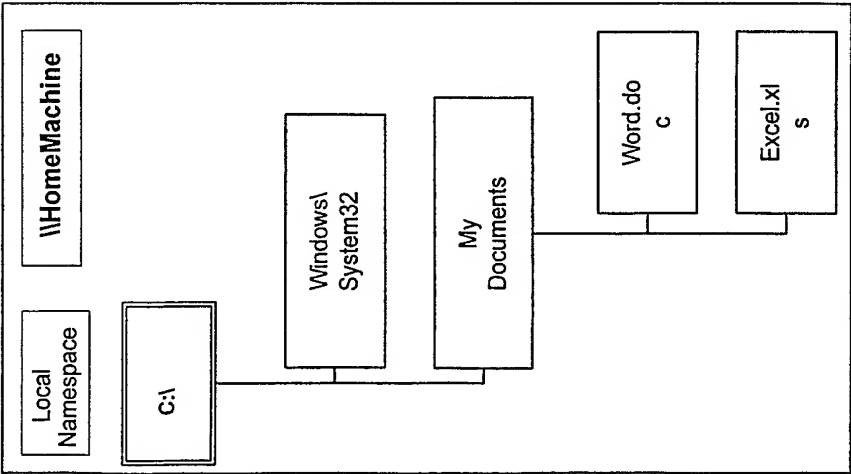 Local
Namespace
\\HomeMachine
C:\
Windows\
System32
My
Documents
Word.do
c
Excel.xl
s